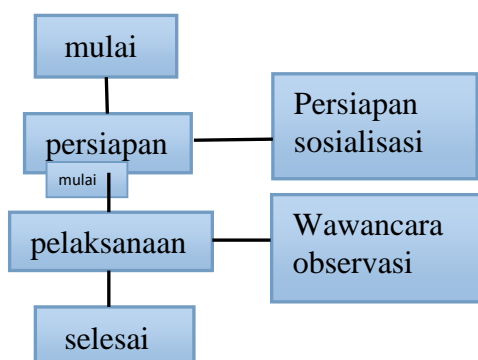 mulai
persiapan
Persiapan
sosialisasi
mulai
pelaksanaan
Wawancara
observasi
selesai